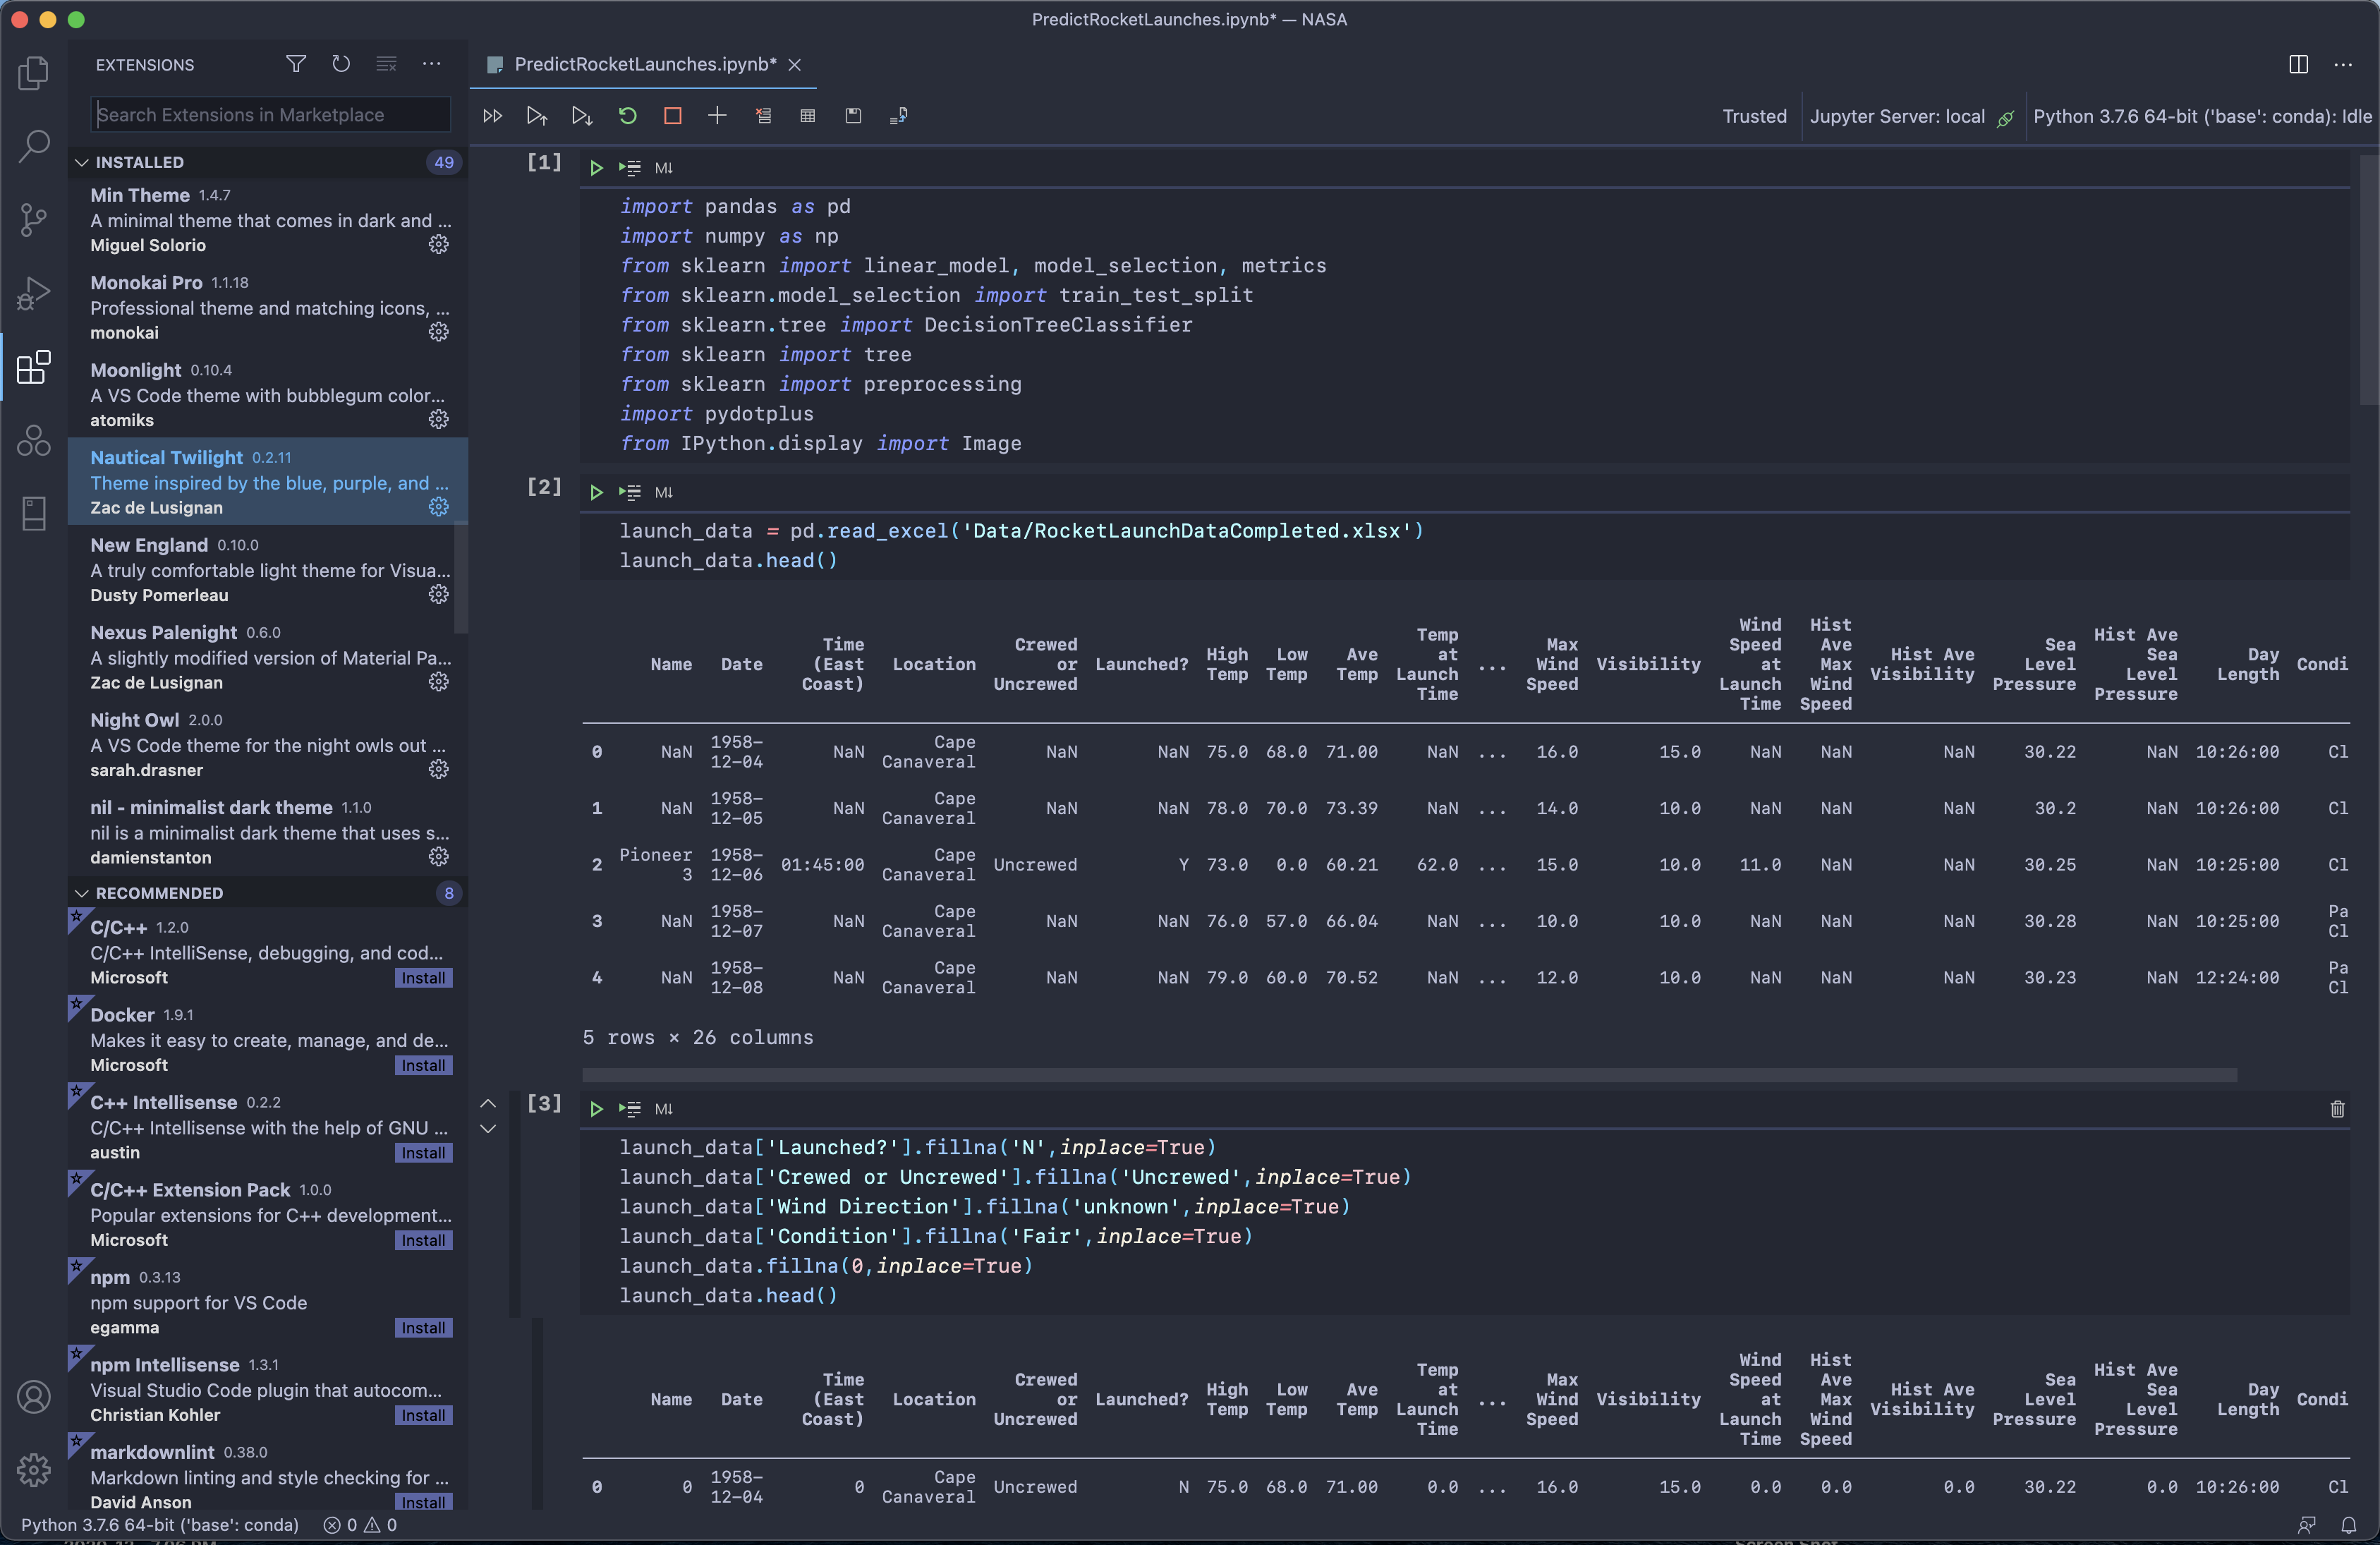 PredictRocketLaunches.ipynb* — NASA
EXTENSIONS
Search Extensions in Marketplace
INSTALLED 49
Min Theme 1.4.7
A minimal theme that comes in dark and ...
Miguel Solorio
Monokai Pro 1.1.18
Professional theme and matching icons, ...
monokai
Moonlight 0.10.4
A VS Code theme with bubblegum color...
atomiks
Nautical Twilight 0.2.11
Theme inspired by the blue, purple, and ...
Zac de Lusignan
New England 0.10.0
A truly comfortable light theme for Visua...
Dusty Pomerleau
Nexus Palenight 0.6.0
A slightly modified version of Material Pa...
Zac de Lusignan
Night Owl 2.0.0
A VS Code theme for the night owls out ...
sarah.drasner
nil - minimalist dark theme 1.1.0
nil is a minimalist dark theme that uses s...
damienstanton
RECOMMENDED 8
C/C++ 1.2.0
C/C++ IntelliSense, debugging, and cod...
Microsoft Install
Docker 1.9.1
Makes it easy to create, manage, and de...
Microsoft Install
C++ Intellisense 0.2.2
C/C++ Intellisense with the help of GNU ...
austin Install
C/C++ Extension Pack 1.0.0
Popular extensions for C++ development...
Microsoft Install
npm 0.3.13
npm support for VS Code
egamma Install
npm Intellisense 1.3.1
Visual Studio Code plugin that autocom...
Christian Kohler Install
markdownlint 0.38.0
Markdown linting and style checking for ...
David Anson Install
PredictRocketLaunches.ipynb*
Trusted Jupyter Server: local Python 3.7.6 64-bit ('base': conda): Idle
[1] M↓
import pandas as pd
import numpy as np
from sklearn import linear_model, model_selection, metrics
from sklearn.model_selection import train_test_split
from sklearn.tree import DecisionTreeClassifier
from sklearn import tree
from sklearn import preprocessing
import pydotplus
from IPython.display import Image
[2] M↓
launch_data = pd.read_excel('Data/RocketLaunchDataCompleted.xlsx')
launch_data.head()
Name Date Time (East Coast) Location Crewed or Uncrewed Launched? High Temp Low Temp Ave Temp Temp at Launch Time ... Max Wind Speed Visibility Wind Speed at Launch Time Hist Ave Max Wind Speed Hist Ave Visibility Sea Level Pressure Hist Ave Sea Level Pressure Day Length Condi
0 NaN 1958-12-04 NaN Cape Canaveral NaN NaN 75.0 68.0 71.00 NaN ... 16.0 15.0 NaN NaN NaN 30.22 NaN 10:26:00 Cl
1 NaN 1958-12-05 NaN Cape Canaveral NaN NaN 78.0 70.0 73.39 NaN ... 14.0 10.0 NaN NaN NaN 30.2 NaN 10:26:00 Cl
2 Pioneer 3 1958-12-06 01:45:00 Cape Canaveral Uncrewed Y 73.0 0.0 60.21 62.0 ... 15.0 10.0 11.0 NaN NaN 30.25 NaN 10:25:00 Cl
3 NaN 1958-12-07 NaN Cape Canaveral NaN NaN 76.0 57.0 66.04 NaN ... 10.0 10.0 NaN NaN NaN 30.28 NaN 10:25:00 Pa Cl
4 NaN 1958-12-08 NaN Cape Canaveral NaN NaN 79.0 60.0 70.52 NaN ... 12.0 10.0 NaN NaN NaN 30.23 NaN 12:24:00 Pa Cl
5 rows × 26 columns
[3] M↓
launch_data['Launched?'].fillna('N',inplace=True)
launch_data['Crewed or Uncrewed'].fillna('Uncrewed',inplace=True)
launch_data['Wind Direction'].fillna('unknown',inplace=True)
launch_data['Condition'].fillna('Fair',inplace=True)
launch_data.fillna(0,inplace=True)
launch_data.head()
Name Date Time (East Coast) Location Crewed or Uncrewed Launched? High Temp Low Temp Ave Temp Temp at Launch Time ... Max Wind Speed Visibility Wind Speed at Launch Time Hist Ave Max Wind Speed Hist Ave Visibility Sea Level Pressure Hist Ave Sea Level Pressure Day Length Condi
0 0 1958-12-04 0 Cape Canaveral Uncrewed N 75.0 68.0 71.00 0.0 ... 16.0 15.0 0.0 0.0 0.0 30.22 0.0 10:26:00 Cl
Python 3.7.6 64-bit ('base': conda) 0 0